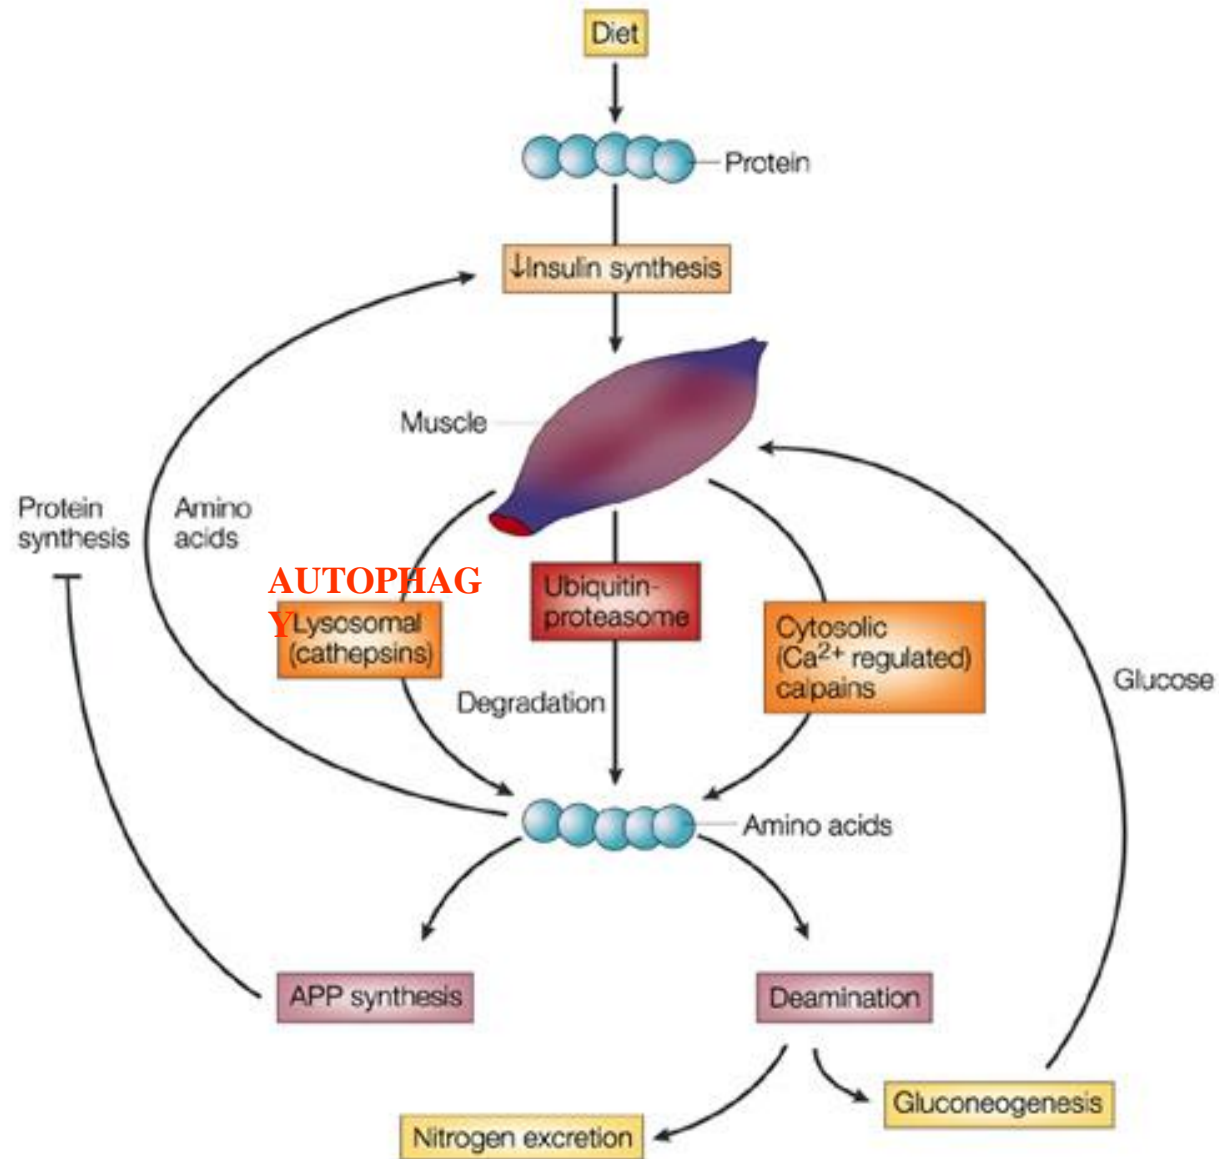 Diet
Protein
↓Insulin synthesis
Muscle
Protein
synthesis
Amino
acids
AUTOPHAG
Y
Lysosomal
(cathepsins)
Ubiquitin-
proteasome
Cytosolic
(Ca²⁺ regulated)
calpains
Degradation
Glucose
Amino acids
APP synthesis
Deamination
Gluconeogenesis
Nitrogen excretion